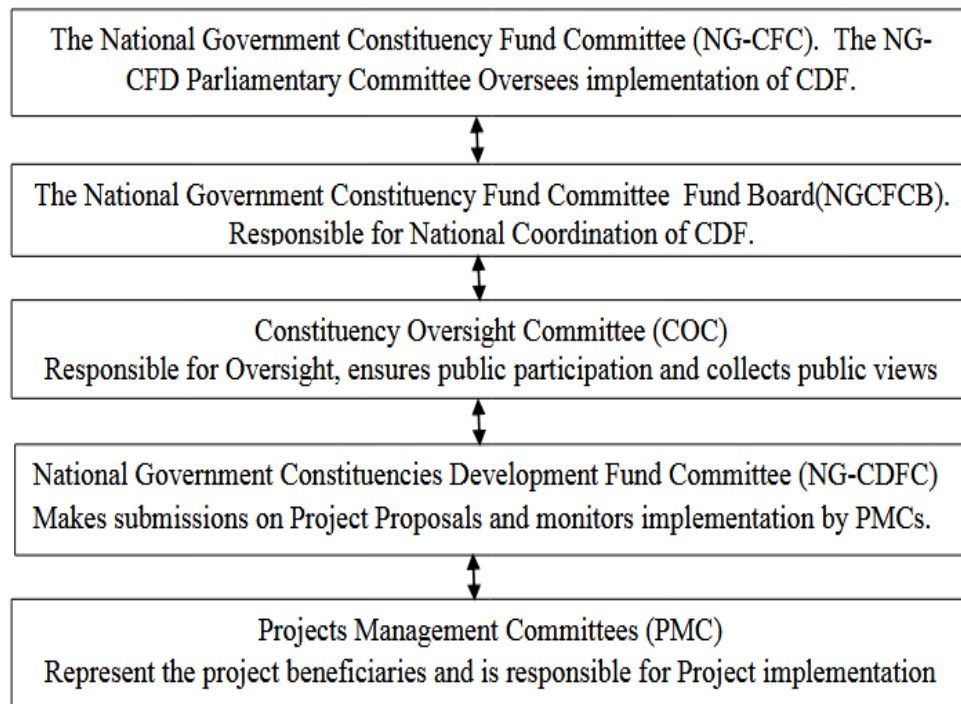 The National Government Constituency Fund Committee (NG-CFC).  The NG-
CFD Parliamentary Committee Oversees implementation of CDF.
The National Government Constituency Fund Committee  Fund Board(NGCFCB).
Responsible for National Coordination of CDF.
Constituency Oversight Committee (COC)
Responsible for Oversight, ensures public participation and collects public views
National Government Constituencies Development Fund Committee (NG-CDFC)
Makes submissions on Project Proposals and monitors implementation by PMCs.
Projects Management Committees (PMC)
Represent the project beneficiaries and is responsible for Project implementation